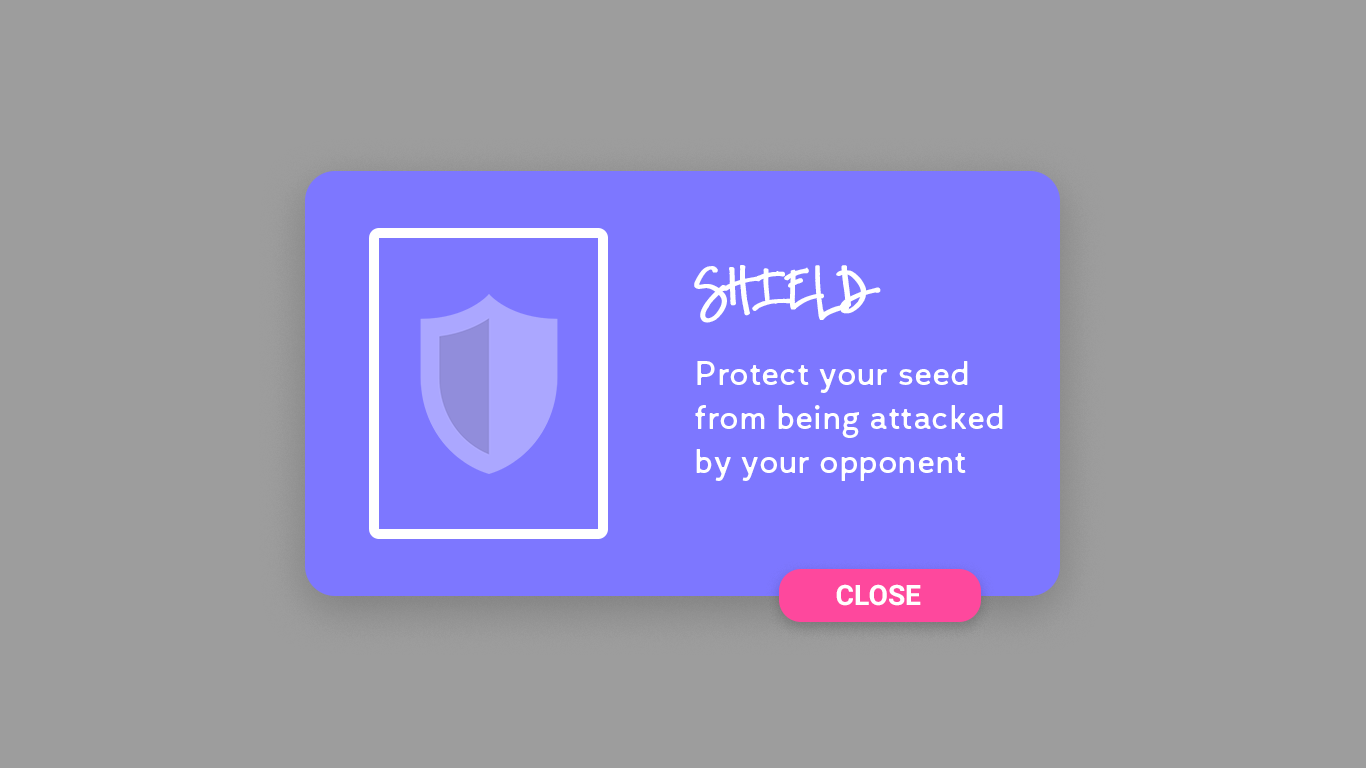 SHIELD
Protect your seed
from being attacked
by your opponent
CLOSE